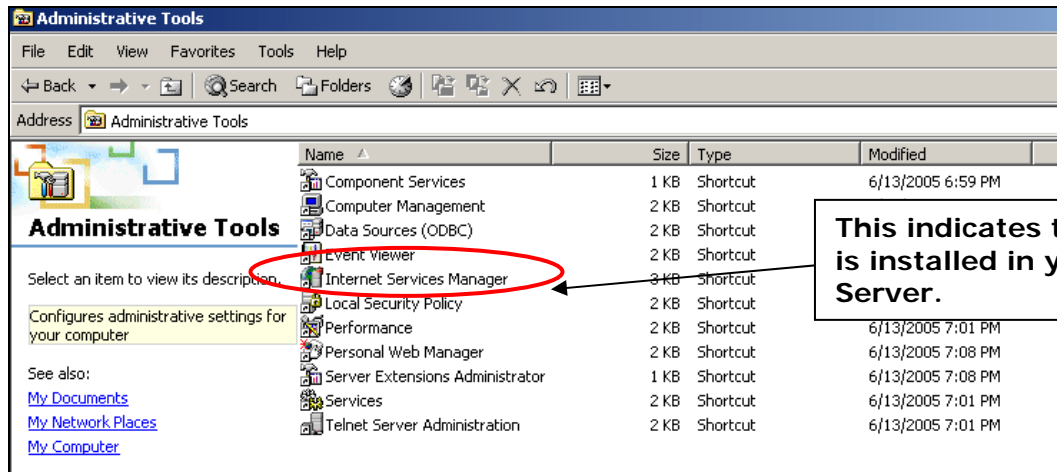 Administrative Tools
File Edit View Favorites Tools Help
Back Search Folders
Address Administrative Tools
Name Size Type Modified
Component Services 1 KB Shortcut 6/13/2005 6:59 PM
Computer Management 2 KB Shortcut
Data Sources (ODBC) 2 KB Shortcut
Event Viewer 2 KB Shortcut
Internet Services Manager 3 KB Shortcut
Local Security Policy 2 KB Shortcut
Performance 2 KB Shortcut 6/13/2005 7:01 PM
Personal Web Manager 2 KB Shortcut 6/13/2005 7:08 PM
Server Extensions Administrator 1 KB Shortcut 6/13/2005 7:08 PM
Services 2 KB Shortcut 6/13/2005 7:01 PM
Telnet Server Administration 2 KB Shortcut 6/13/2005 7:01 PM
Administrative Tools
Select an item to view its description.
Configures administrative settings for
your computer
See also:
My Documents
My Network Places
My Computer
This indicates
is installed in
Server.